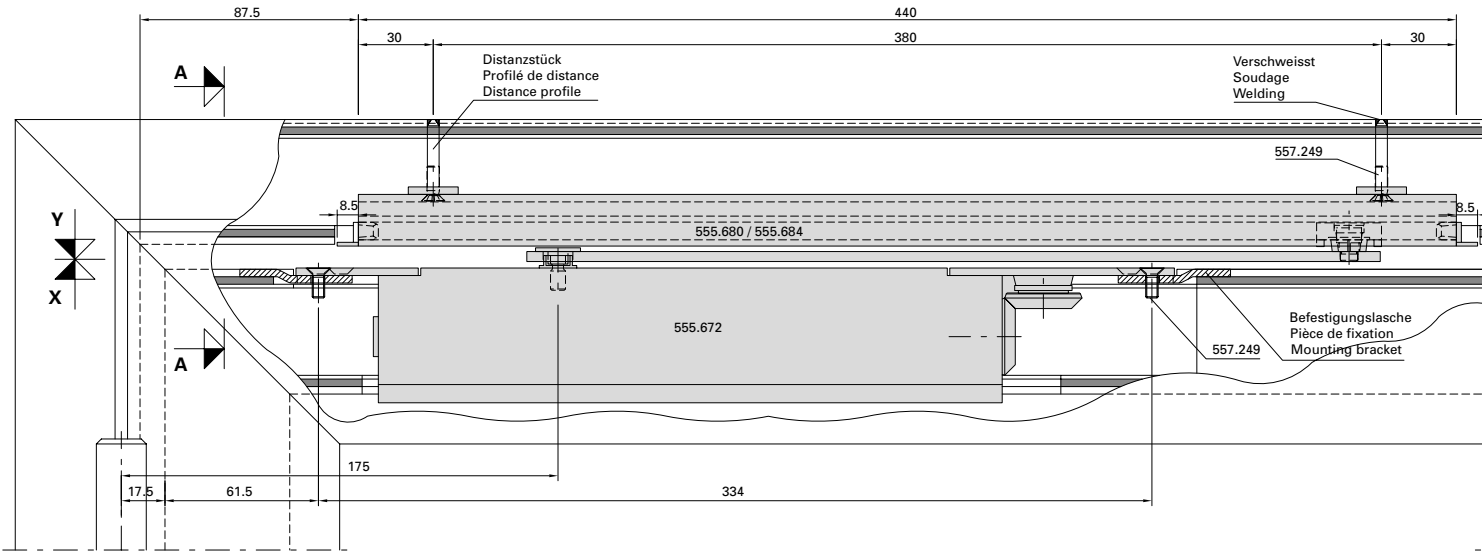 87.5
440
30
380
30
Distanzstück
Profilé de distance
Distance profile
Verschweisst
Soudage
Welding
A
557.249
8.5
8.5
Y
555.680 / 555.684
X
555.672
Befestigungslasche
Pièce de fixation
Mounting bracket
557.249
A
175
17.5
61.5
334